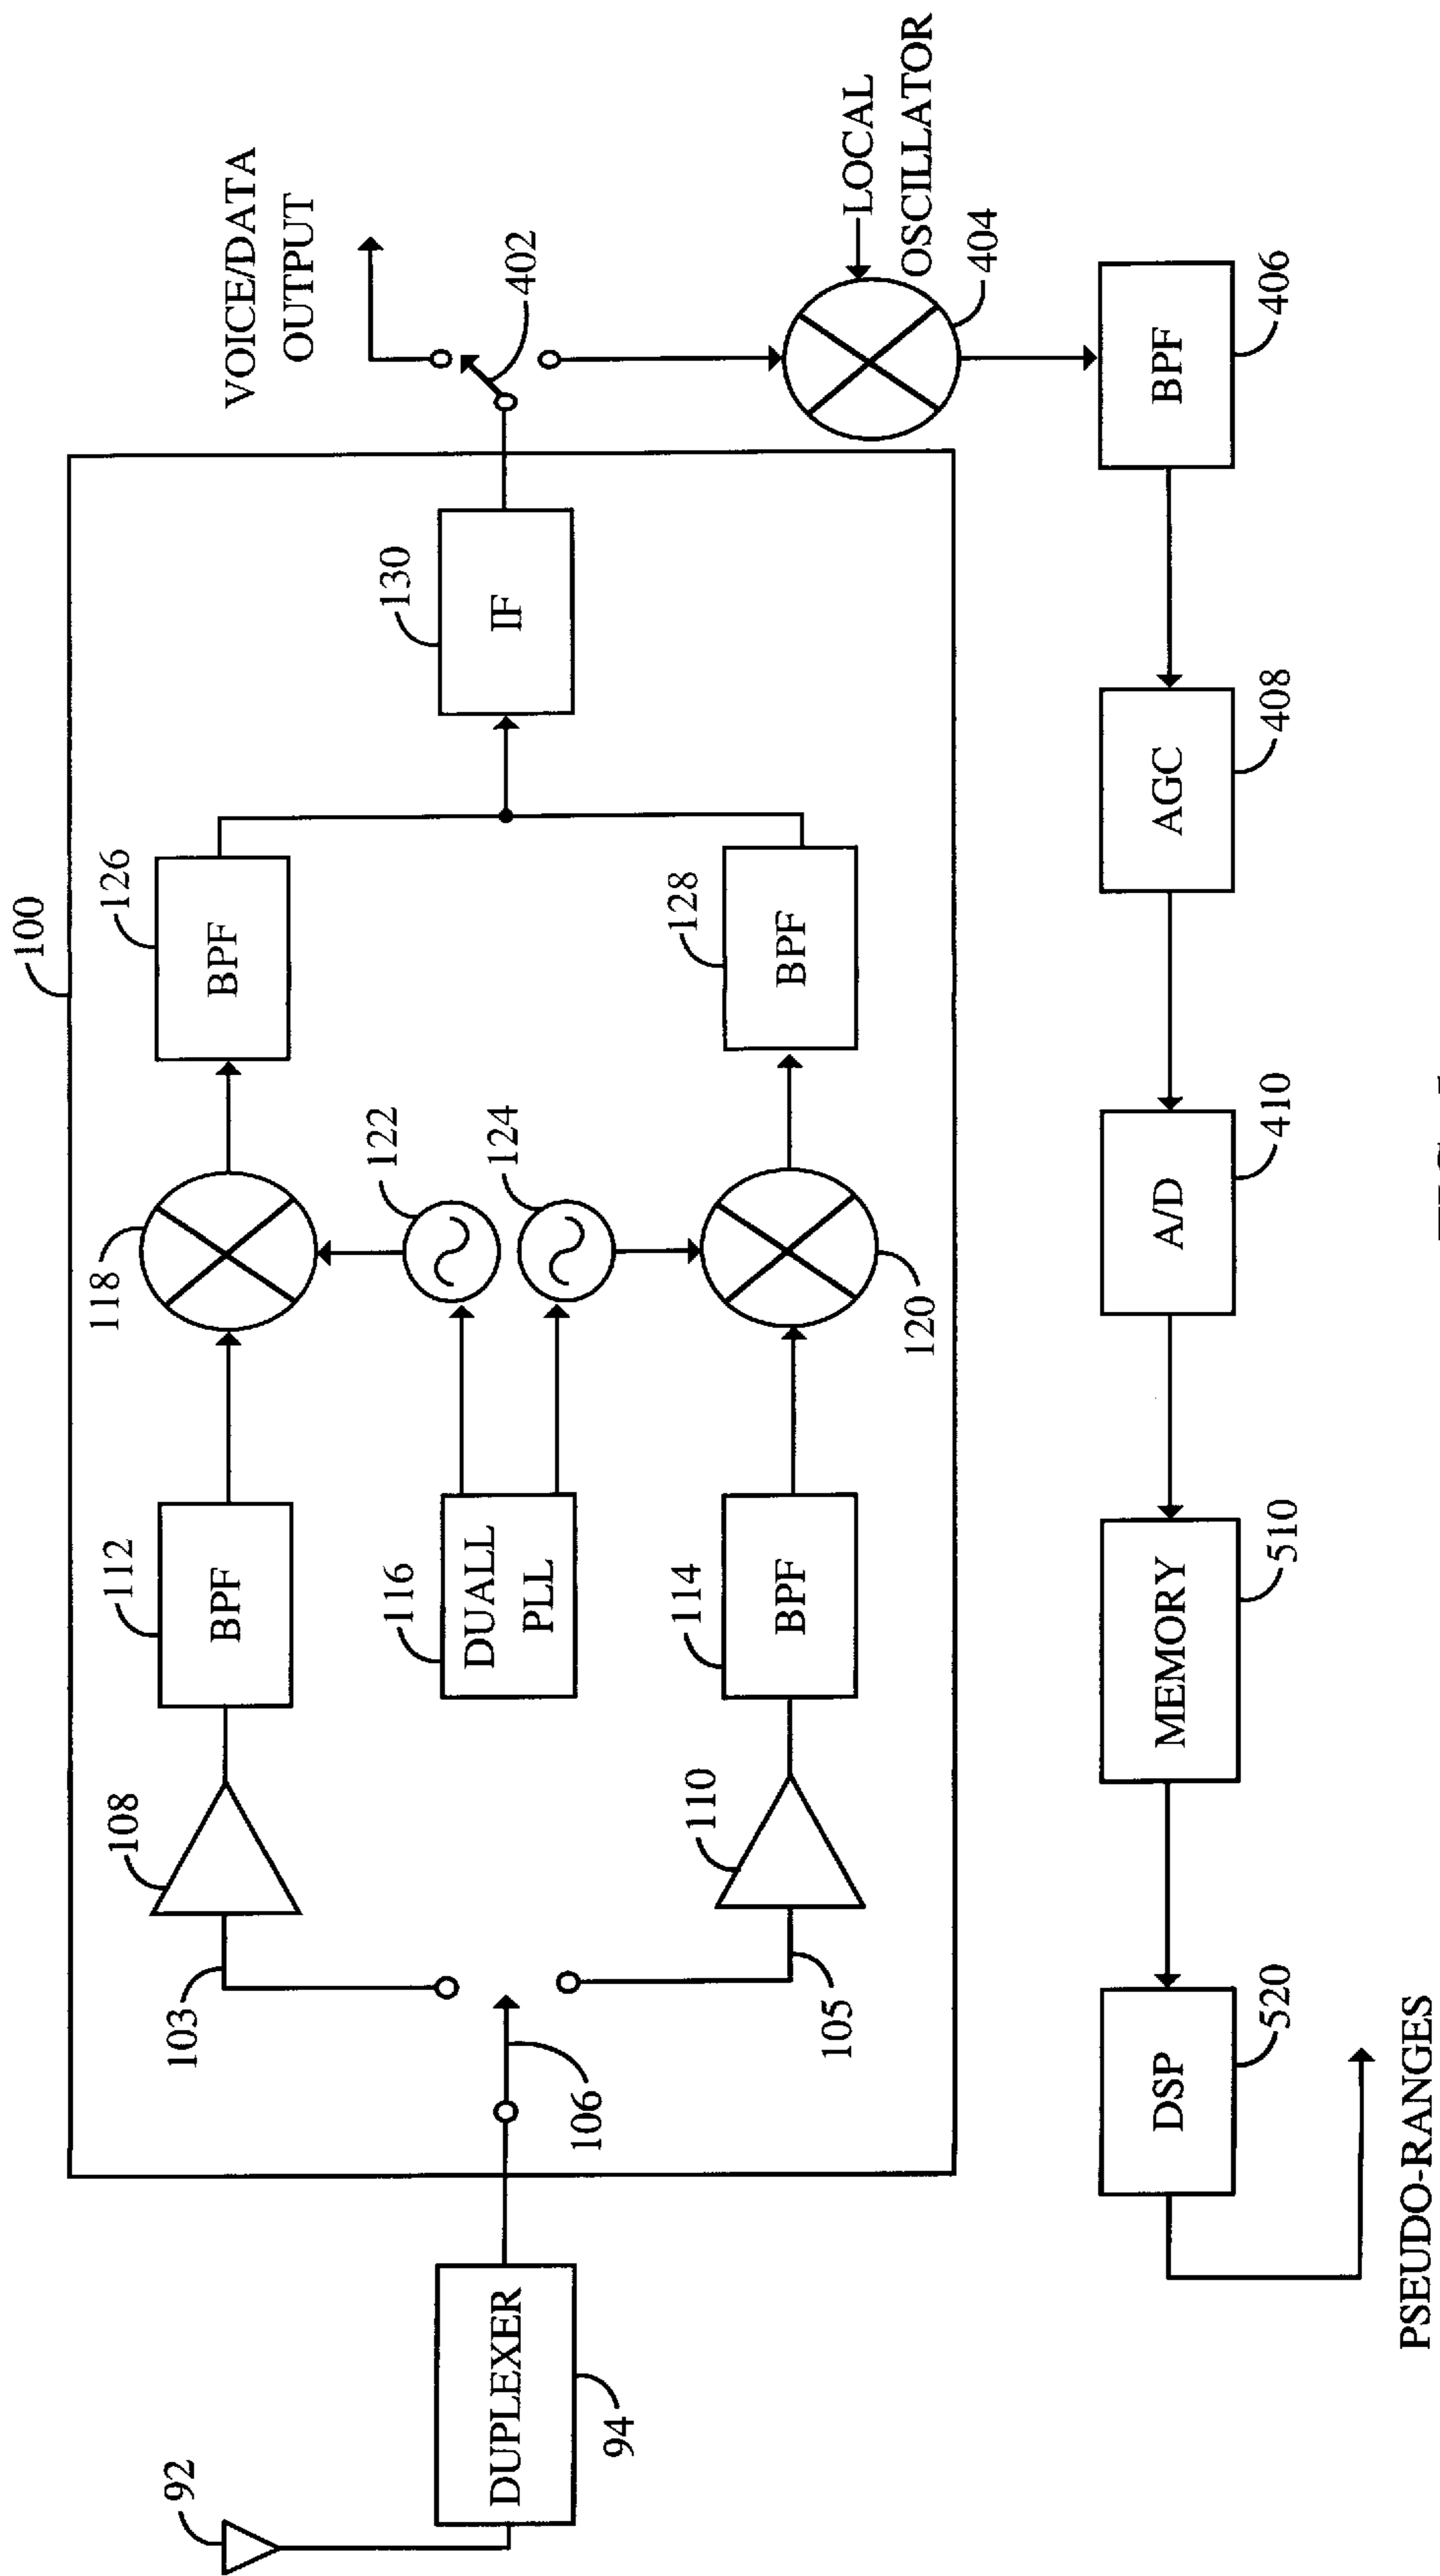 100
92
DUPLEXER
94
103
108
112
BPF
118
126
BPF
106
116
DUALL
PLL
122
124
130
IF
VOICE/DATA
OUTPUT
402
105
110
114
BPF
120
128
BPF
LOCAL
OSCILLATOR
404
BPF
406
AGC
408
A/D
410
MEMORY
510
DSP
520
PSEUDO-RANGES